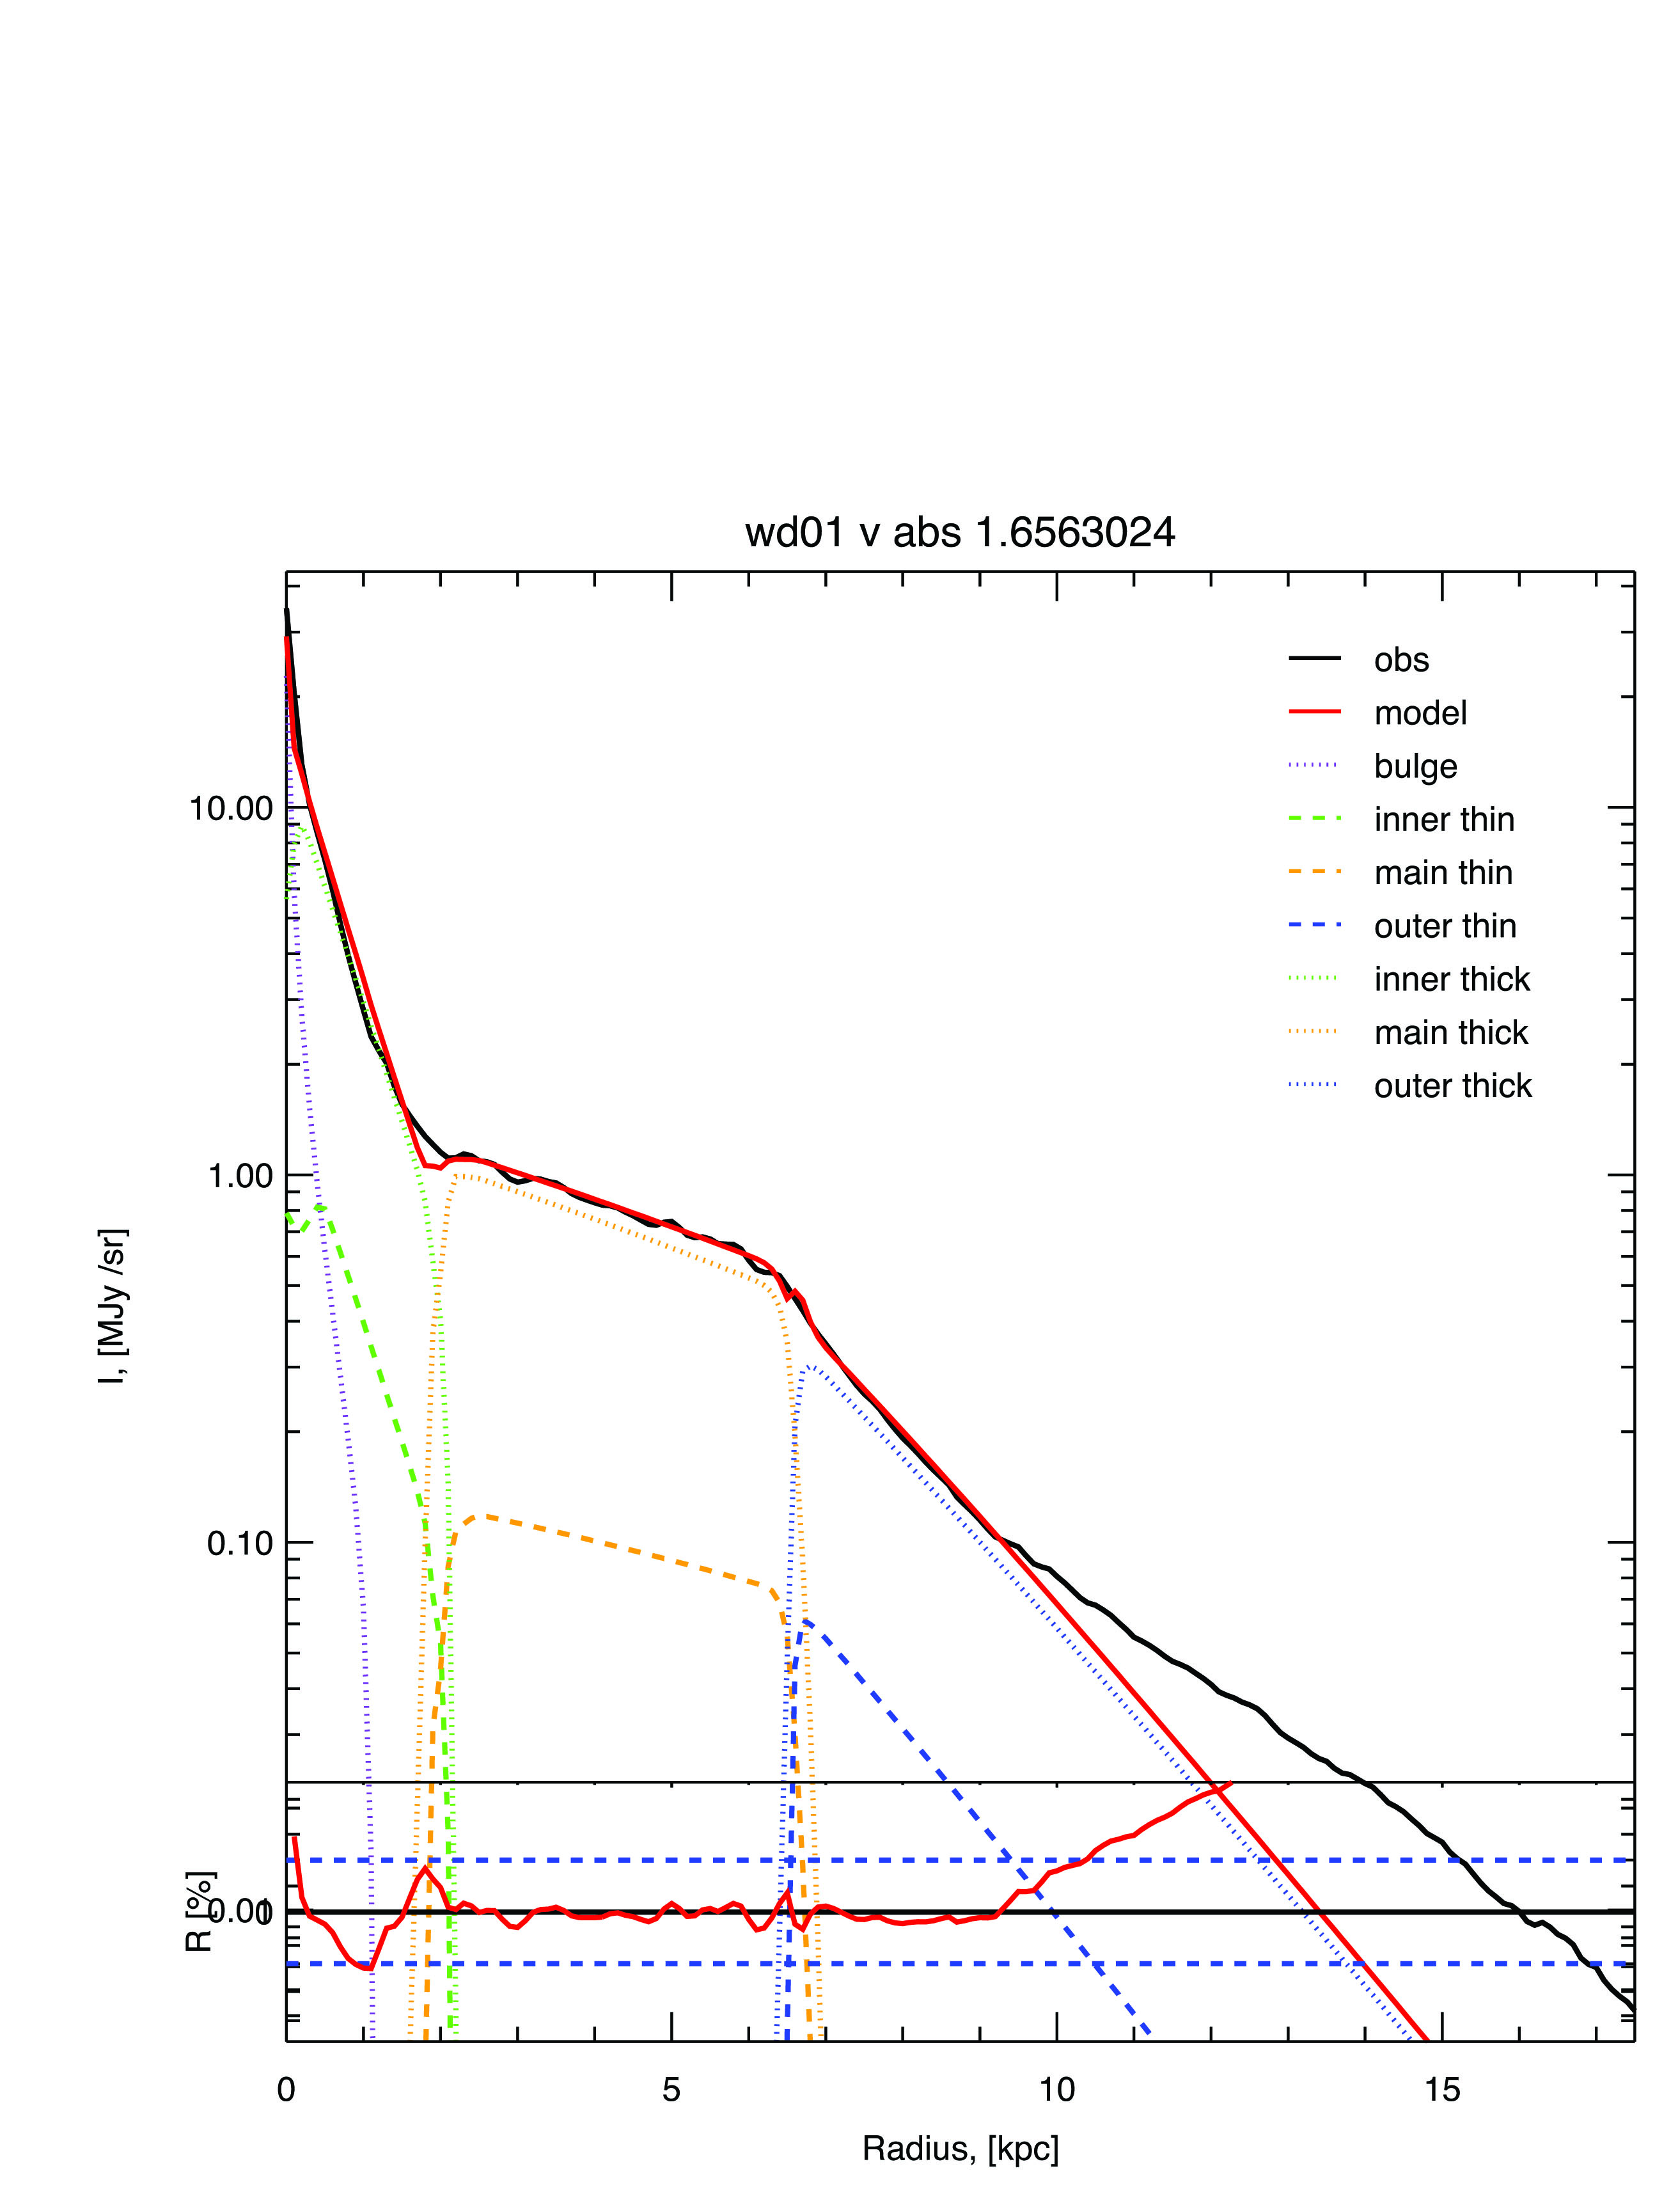 wd01 v abs 1.6563024
obs
model
bulge
inner thin
main thin
outer thin
inner thick
main thick
outer thick
10.00
1.00
0.10
I, [MJy /sr]
R [%]
0 5 10 15
Radius, [kpc]